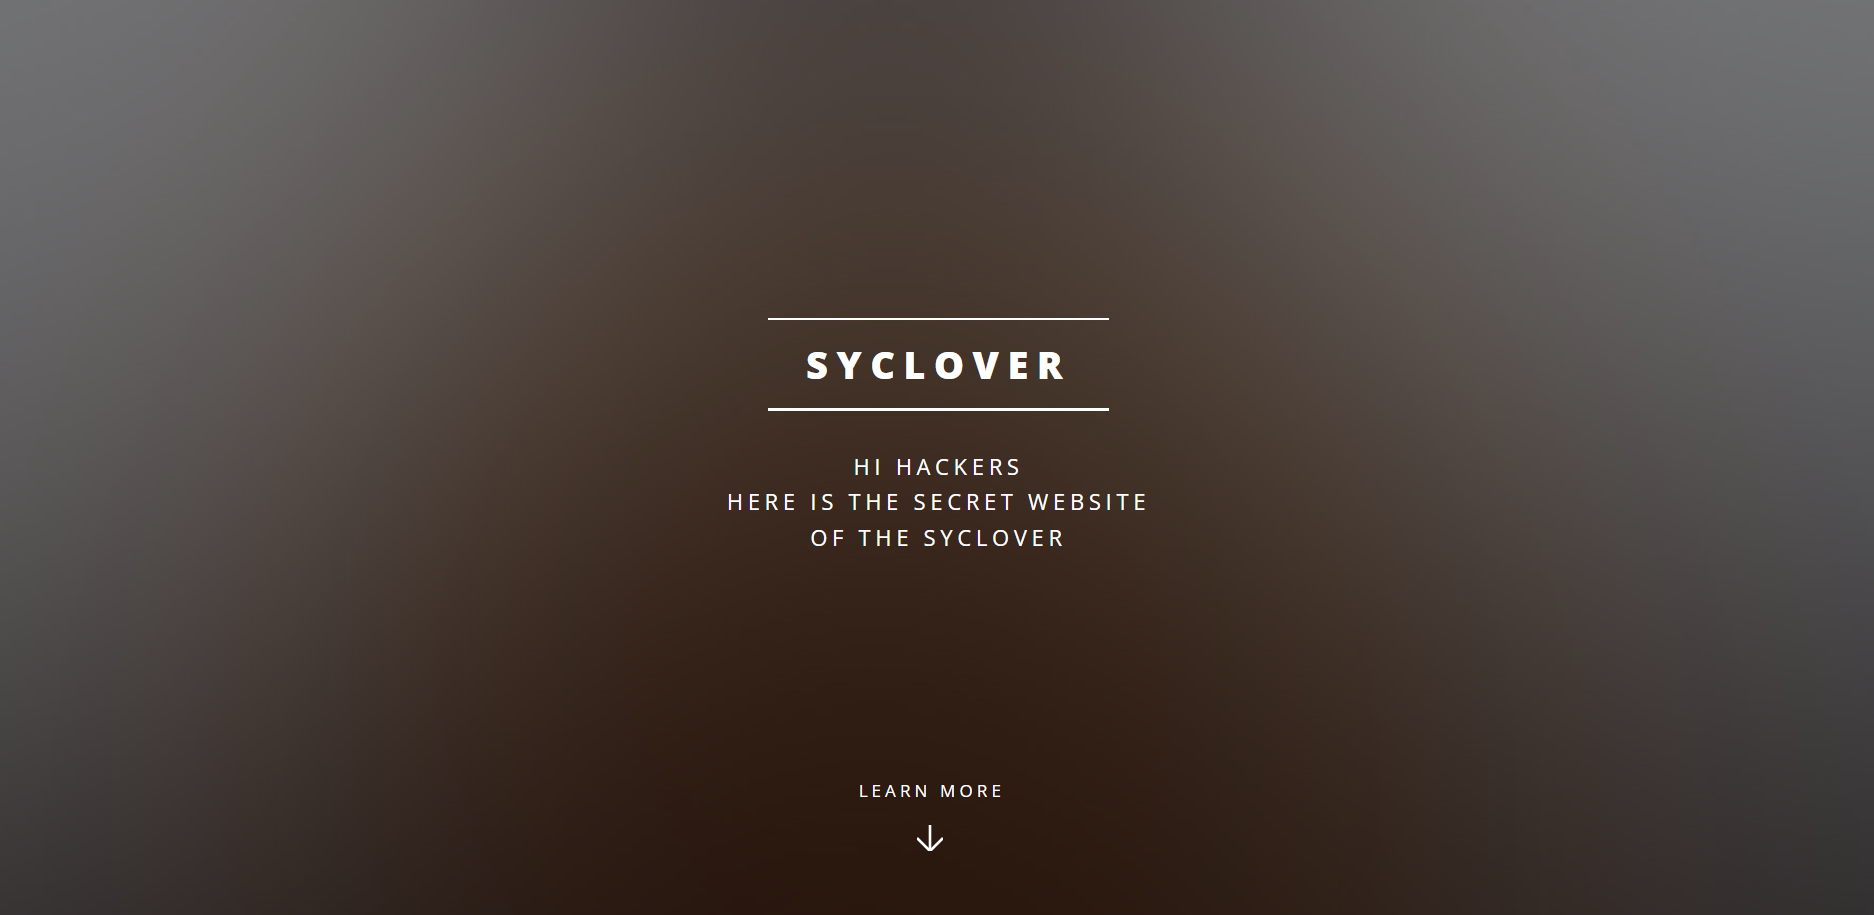 SYCLOVER
HI HACKERS
HERE IS THE SECRET WEBSITE
OF THE SYCLOVER
LEARN MORE